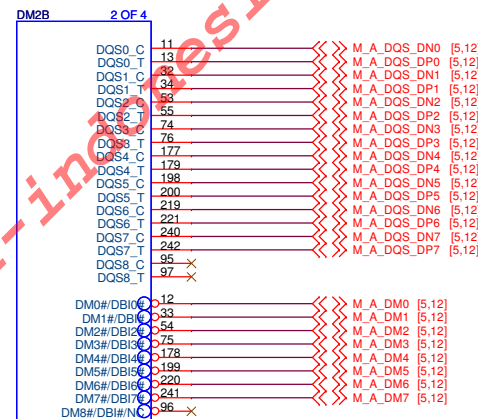 DM2B 2 OF 4
DQS0_C 11 M_A_DQS_DN0 [5,12
DQS0_T 13 M_A_DQS_DP0 [5,12
DQS1_C 32 M_A_DQS_DN1 [5,12
DQS1_T 34 M_A_DQS_DP1 [5,12
DQS2_C 53 M_A_DQS_DN2 [5,12
DQS2_T 55 M_A_DQS_DP2 [5,12
DQS3_C 74 M_A_DQS_DN3 [5,12
DQS3_T 76 M_A_DQS_DP3 [5,12
DQS4_C 177 M_A_DQS_DN4 [5,12
DQS4_T 179 M_A_DQS_DP4 [5,12
DQS5_C 198 M_A_DQS_DN5 [5,12
DQS5_T 200 M_A_DQS_DP5 [5,12
DQS6_C 219 M_A_DQS_DN6 [5,12
DQS6_T 221 M_A_DQS_DP6 [5,12
DQS7_C 240 M_A_DQS_DN7 [5,12
DQS7_T 242 M_A_DQS_DP7 [5,12
DQS8_C 95
DQS8_T 97
DM0#/DBI0# 12 M_A_DM0 [5,12]
DM1#/DBI# 33 M_A_DM1 [5,12]
DM2#/DBI2# 54 M_A_DM2 [5,12]
DM3#/DBI3# 75 M_A_DM3 [5,12]
DM4#/DBI4# 178 M_A_DM4 [5,12]
DM5#/DBI5# 199 M_A_DM5 [5,12]
DM6#/DBI6# 220 M_A_DM6 [5,12]
DM7#/DBI7# 241 M_A_DM7 [5,12]
DM8#/DBI#/NC 96
-indonesi